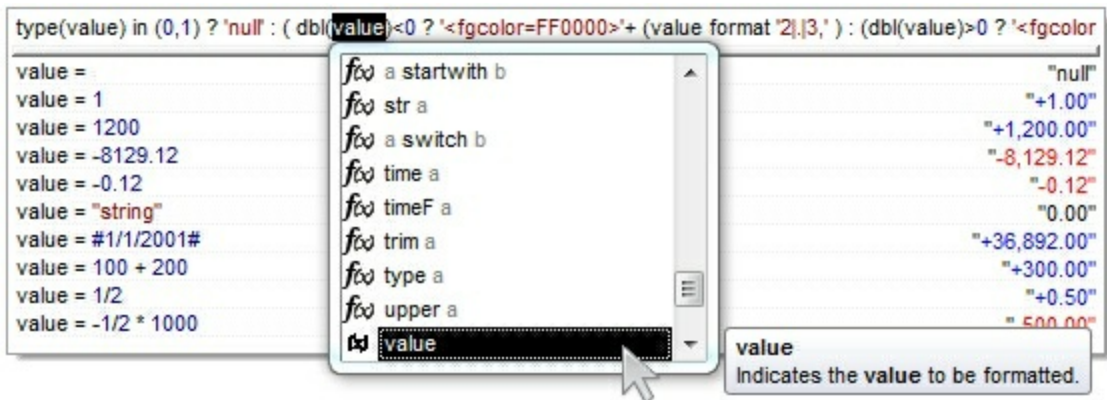 type(value) in (0,1) ? 'null' : ( dbl(value)<0 ? '<fgcolor=FF0000>'+ (value format '2|.|3,' ) : (dbl(value)>0 ? '<fgcolor
value = "null"
value = 1 "+1.00"
value = 1200 "+1,200.00"
value = -8129.12 "-8,129.12"
value = -0.12 "-0.12"
value = "string" "0.00"
value = #1/1/2001# "+36,892.00"
value = 100 + 200 "+300.00"
value = 1/2 "+0.50"
value = -1/2 * 1000 "-500.00"
f(x) a startwith b
f(x) str a
f(x) a switch b
f(x) time a
f(x) timeF a
f(x) trim a
f(x) type a
f(x) upper a
value
value
Indicates the value to be formatted.